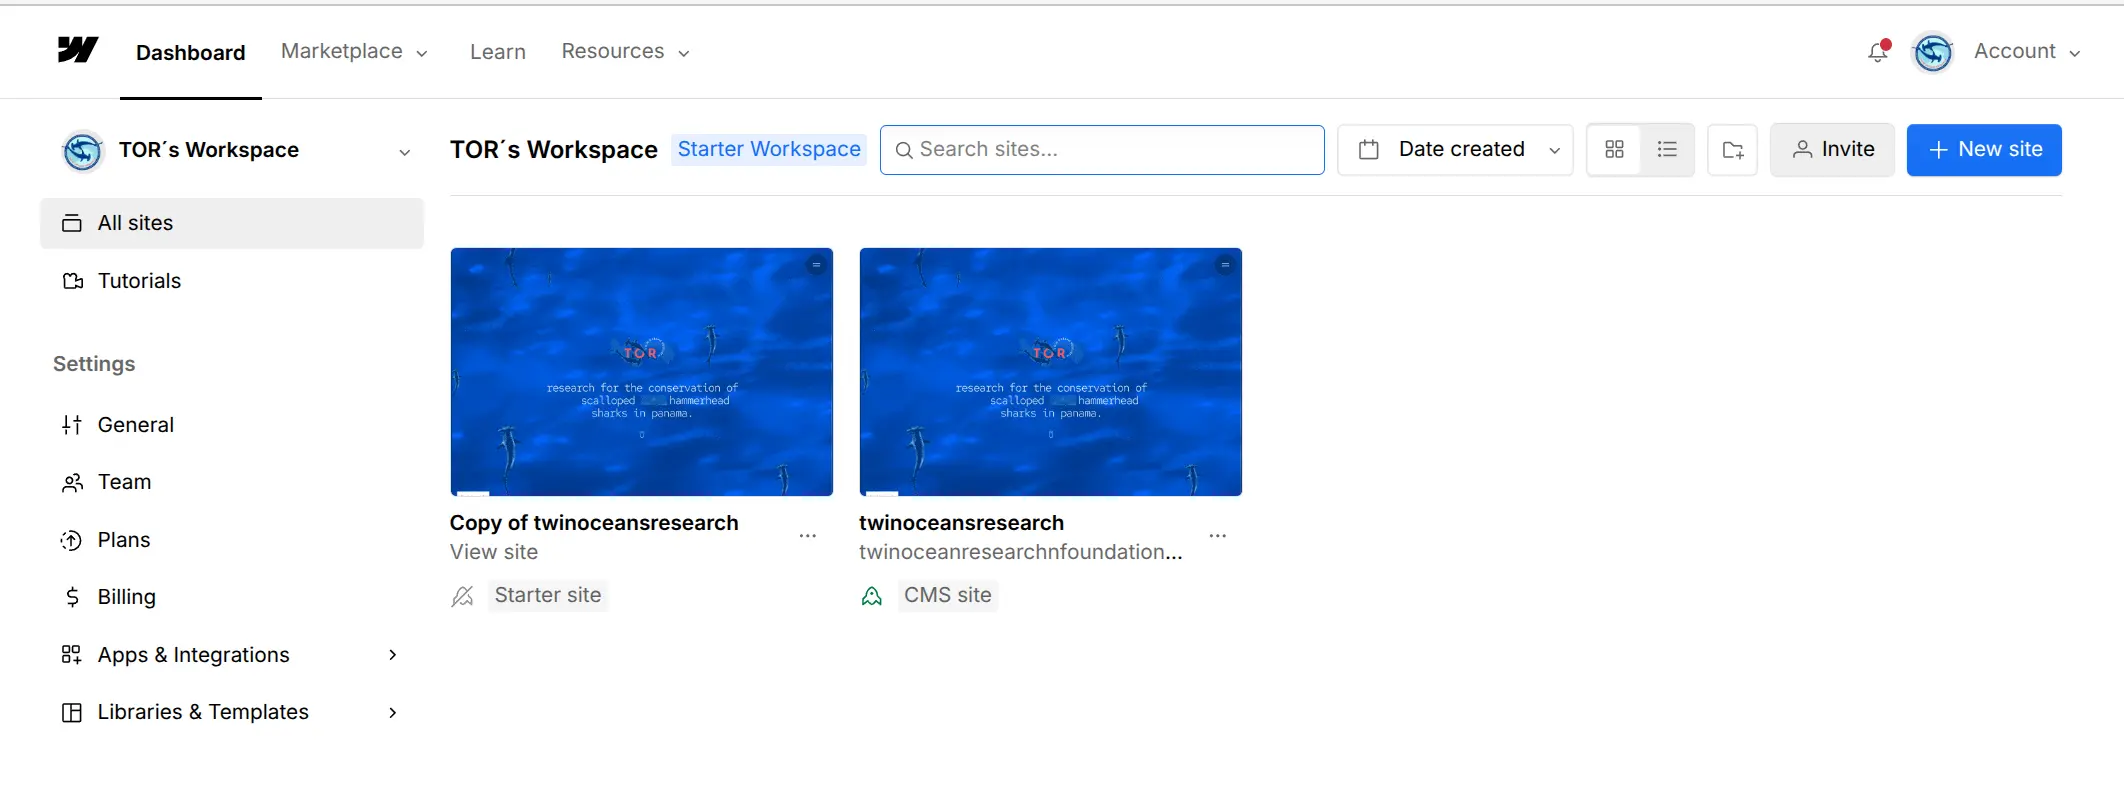 Dashboard
Marketplace
Learn
Resources
Account
TOR´s Workspace
All sites
Tutorials
Settings
General
Team
Plans
Billing
Apps & Integrations
Libraries & Templates
TOR´s Workspace
Starter Workspace
Search sites...
Date created
Invite
New site
TOR
research for the conservation of
scalloped hammerhead
sharks in panama.
Copy of twinoceansresearch
View site
Starter site
TOR
research for the conservation of
scalloped hammerhead
sharks in panama.
twinoceansresearch
twinoceanresearchnfoundation...
CMS site